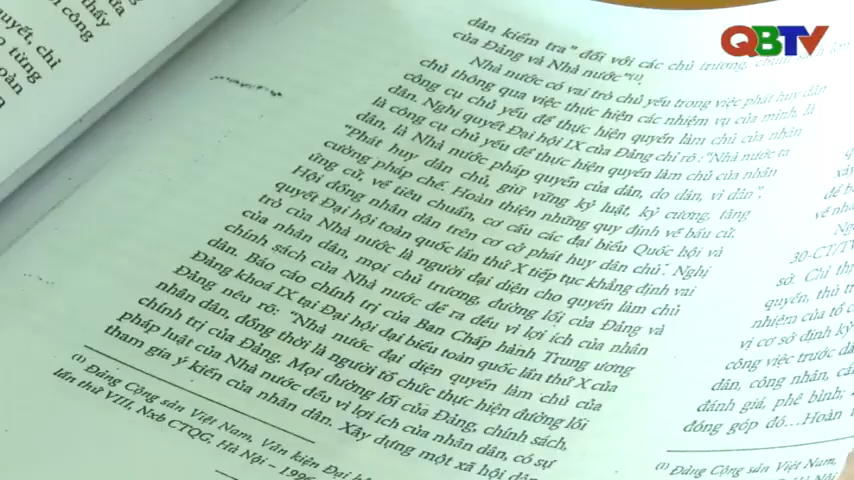 QBTV
ưa
thấy
uyết, chỉ
công
từng
oàn
dân kiểm tra" đối với các chủ trương, chính sách
của Đảng và Nhà nước"(1).
Nhà nước có vai trò chủ yếu trong việc phát huy dân
chủ thông qua việc thực hiện các nhiệm vụ của mình, là
công cụ chủ yếu để thực hiện quyền làm chủ của nhân
dân. Nghị quyết Đại hội IX của Đảng chỉ rõ: "Nhà nước ta
là công cụ chủ yếu để thực hiện quyền làm chủ của nhân
dân, là Nhà nước pháp quyền của dân, do dân, vì dân",
"Phát huy dân chủ, giữ vững kỷ luật, kỷ cương, tăng
cường pháp chế. Hoàn thiện những quy định về bầu cử,
ứng cử, về tiêu chuẩn, cơ cấu các đại biểu Quốc hội và
Hội đồng nhân dân trên cơ sở phát huy dân chủ". Nghị
quyết Đại hội toàn quốc lần thứ X tiếp tục khẳng định vai
trò của Nhà nước là người đại diện cho quyền làm chủ
của nhân dân, mọi chủ trương, đường lối của Đảng và
chính sách của Nhà nước đề ra đều vì lợi ích của nhân
dân. Báo cáo chính trị của Ban Chấp hành Trung ương
Đảng khoá IX tại Đại hội đại biểu toàn quốc lần thứ X của
Đảng nêu rõ: "Nhà nước đại diện quyền làm chủ của
nhân dân, đồng thời là người tổ chức thực hiện đường lối
chính trị của Đảng. Mọi đường lối của Đảng, chính sách,
pháp luật của Nhà nước đều vì lợi ích của nhân dân, có sự
tham gia ý kiến của nhân dân. Xây dựng một xã hội dân
(1) Đảng Cộng sản Việt Nam, Văn kiện Đại
lần thứ VIII, Nxb CTQG, Hà Nội – 1996
xây
để b
về nhâ
30-CT/TW
sở. Chỉ th
quyền, thủ t
nhiệm của tổ c
vị cơ sở định kỳ
công việc trước dâ
dân, công nhân, cá
đánh giá, phê bình;
đóng góp đó...Hoàn
(1) Đảng Cộng sản Việt Nam,
Hà Nội